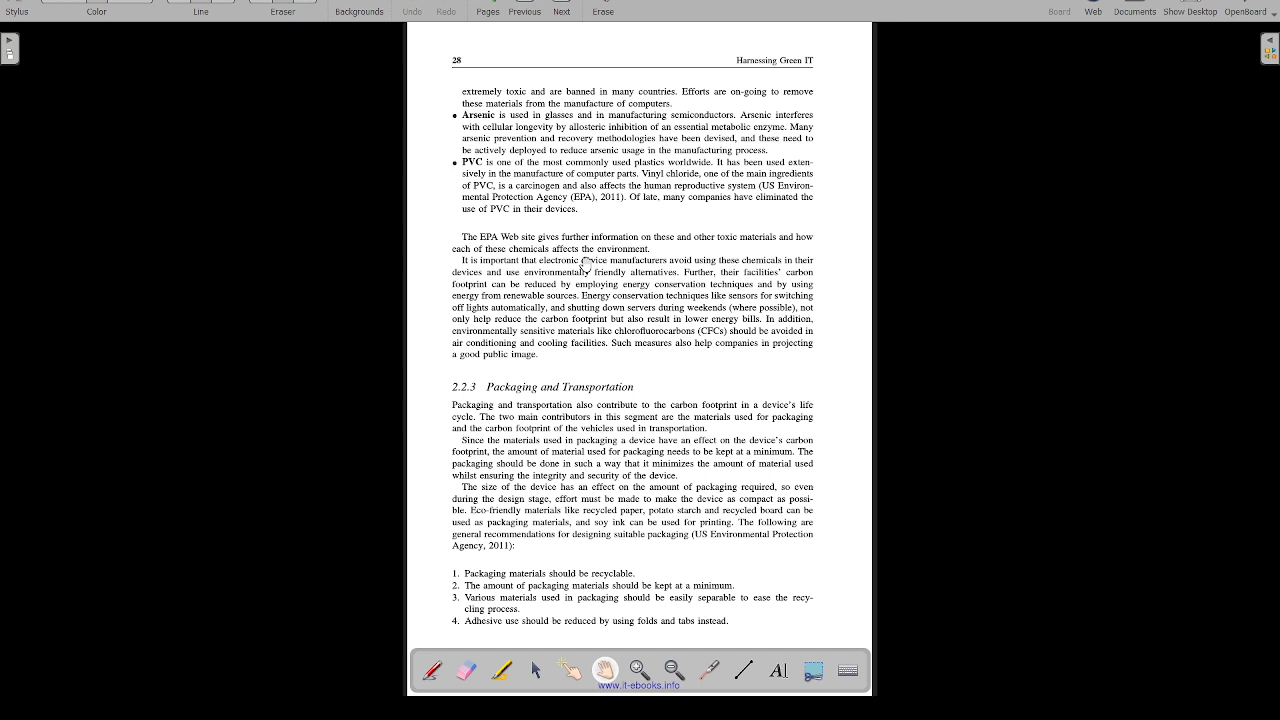 Stylus Color Line Eraser Backgrounds Undo Redo Pages Previous Next Erase Board Web Documents Show Desktop OpenBoard
28 Harnessing Green IT
extremely toxic and are banned in many countries. Efforts are on-going to remove
these materials from the manufacture of computers.
• Arsenic is used in glasses and in manufacturing semiconductors. Arsenic interferes
with cellular longevity by allosteric inhibition of an essential metabolic enzyme. Many
arsenic prevention and recovery methodologies have been devised, and these need to
be actively deployed to reduce arsenic usage in the manufacturing process.
• PVC is one of the most commonly used plastics worldwide. It has been used exten-
sively in the manufacture of computer parts. Vinyl chloride, one of the main ingredients
of PVC, is a carcinogen and also affects the human reproductive system (US Environ-
mental Protection Agency (EPA), 2011). Of late, many companies have eliminated the
use of PVC in their devices.
The EPA Web site gives further information on these and other toxic materials and how
each of these chemicals affects the environment.
It is important that electronic device manufacturers avoid using these chemicals in their
devices and use environmentally friendly alternatives. Further, their facilities' carbon
footprint can be reduced by employing energy conservation techniques and by using
energy from renewable sources. Energy conservation techniques like sensors for switching
off lights automatically, and shutting down servers during weekends (where possible), not
only help reduce the carbon footprint but also result in lower energy bills. In addition,
environmentally sensitive materials like chlorofluorocarbons (CFCs) should be avoided in
air conditioning and cooling facilities. Such measures also help companies in projecting
a good public image.
2.2.3 Packaging and Transportation
Packaging and transportation also contribute to the carbon footprint in a device's life
cycle. The two main contributors in this segment are the materials used for packaging
and the carbon footprint of the vehicles used in transportation.
Since the materials used in packaging a device have an effect on the device's carbon
footprint, the amount of material used for packaging needs to be kept at a minimum. The
packaging should be done in such a way that it minimizes the amount of material used
whilst ensuring the integrity and security of the device.
The size of the device has an effect on the amount of packaging required, so even
during the design stage, effort must be made to make the device as compact as possi-
ble. Eco-friendly materials like recycled paper, potato starch and recycled board can be
used as packaging materials, and soy ink can be used for printing. The following are
general recommendations for designing suitable packaging (US Environmental Protection
Agency, 2011):
1. Packaging materials should be recyclable.
2. The amount of packaging materials should be kept at a minimum.
3. Various materials used in packaging should be easily separable to ease the recy-
cling process.
4. Adhesive use should be reduced by using folds and tabs instead.
AI
www.it-ebooks.info